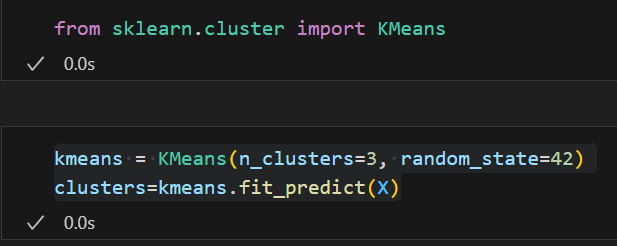 from sklearn.cluster import KMeans
0.0s
kmeans = KMeans(n_clusters=3, random_state=42)
clusters=kmeans.fit_predict(X)
0.0s